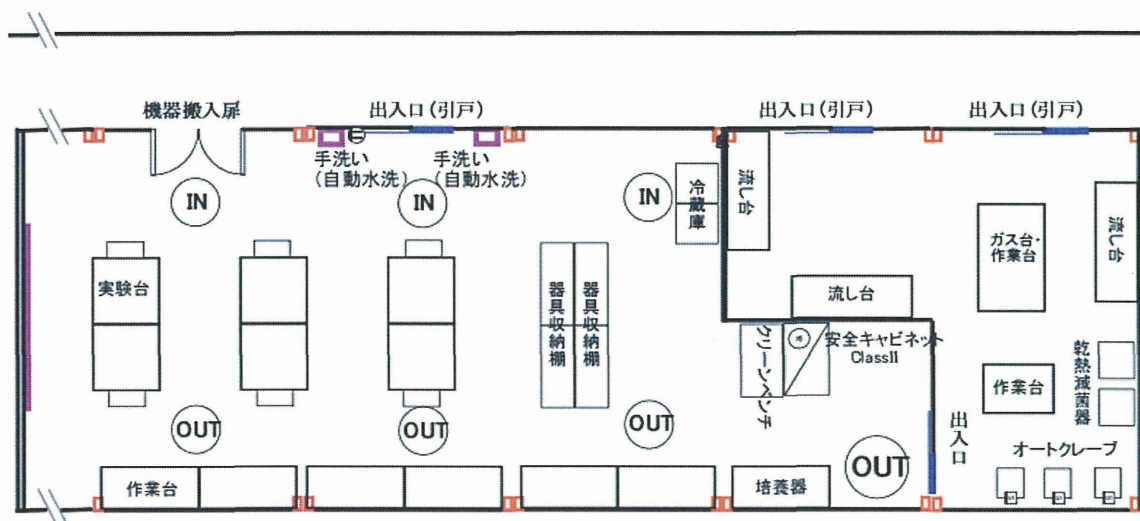 機器搬入扉
出入口(引戸)
出入口(引戸)
出入口(引戸)
手洗い
(自動水洗)
手洗い
(自動水洗)
IN
IN
IN
冷蔵庫
流し台
ガス台・
作業台
流し台
実験台
器具収納棚
器具収納棚
流し台
クリーンベンチ
安全キャビネット
ClassII
乾熱滅菌器
作業台
出入口
オートクレーブ
OUT
OUT
OUT
OUT
作業台
培養器